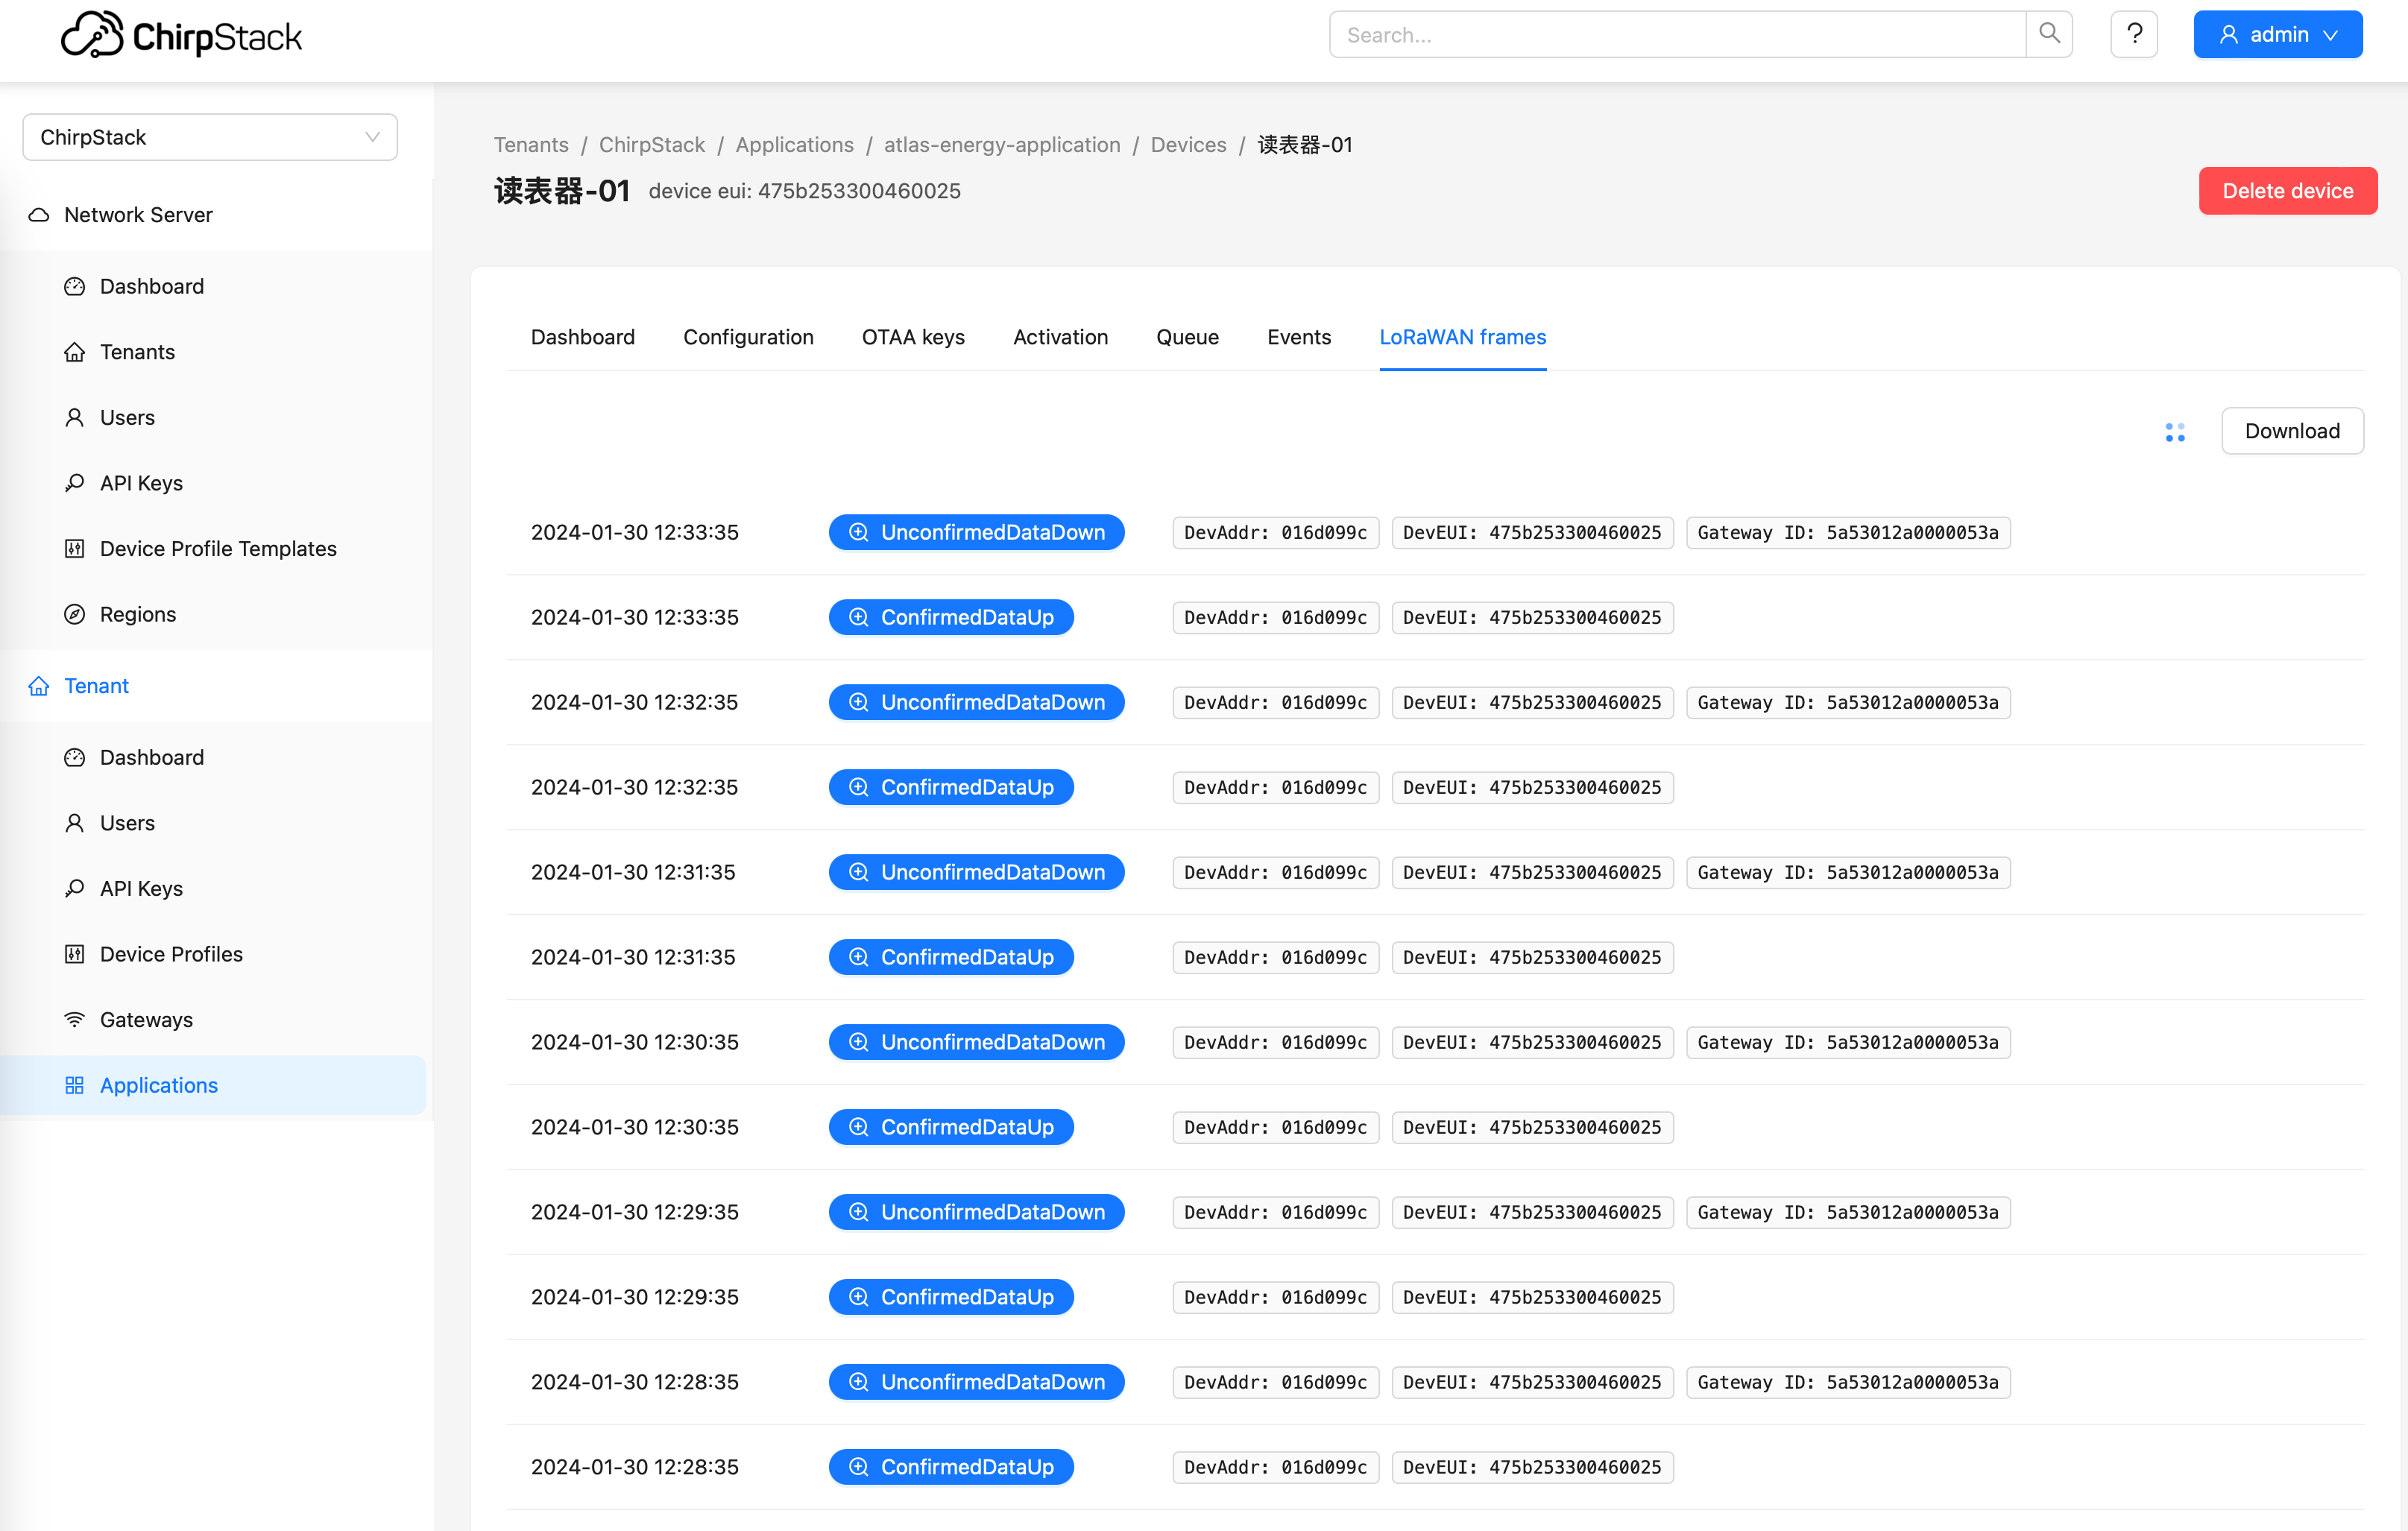 ChirpStack
Search...
?
admin
ChirpStack
Network Server
Dashboard
Tenants
Users
API Keys
Device Profile Templates
Regions
Tenant
Dashboard
Users
API Keys
Device Profiles
Gateways
Applications
Tenants / ChirpStack / Applications / atlas-energy-application / Devices / 读表器-01
读表器-01 device eui: 475b253300460025
Delete device
Dashboard Configuration OTAA keys Activation Queue Events LoRaWAN frames
Download
2024-01-30 12:33:35 UnconfirmedDataDown DevAddr: 016d099c DevEUI: 475b253300460025 Gateway ID: 5a53012a0000053a
2024-01-30 12:33:35 ConfirmedDataUp DevAddr: 016d099c DevEUI: 475b253300460025
2024-01-30 12:32:35 UnconfirmedDataDown DevAddr: 016d099c DevEUI: 475b253300460025 Gateway ID: 5a53012a0000053a
2024-01-30 12:32:35 ConfirmedDataUp DevAddr: 016d099c DevEUI: 475b253300460025
2024-01-30 12:31:35 UnconfirmedDataDown DevAddr: 016d099c DevEUI: 475b253300460025 Gateway ID: 5a53012a0000053a
2024-01-30 12:31:35 ConfirmedDataUp DevAddr: 016d099c DevEUI: 475b253300460025
2024-01-30 12:30:35 UnconfirmedDataDown DevAddr: 016d099c DevEUI: 475b253300460025 Gateway ID: 5a53012a0000053a
2024-01-30 12:30:35 ConfirmedDataUp DevAddr: 016d099c DevEUI: 475b253300460025
2024-01-30 12:29:35 UnconfirmedDataDown DevAddr: 016d099c DevEUI: 475b253300460025 Gateway ID: 5a53012a0000053a
2024-01-30 12:29:35 ConfirmedDataUp DevAddr: 016d099c DevEUI: 475b253300460025
2024-01-30 12:28:35 UnconfirmedDataDown DevAddr: 016d099c DevEUI: 475b253300460025 Gateway ID: 5a53012a0000053a
2024-01-30 12:28:35 ConfirmedDataUp DevAddr: 016d099c DevEUI: 475b253300460025